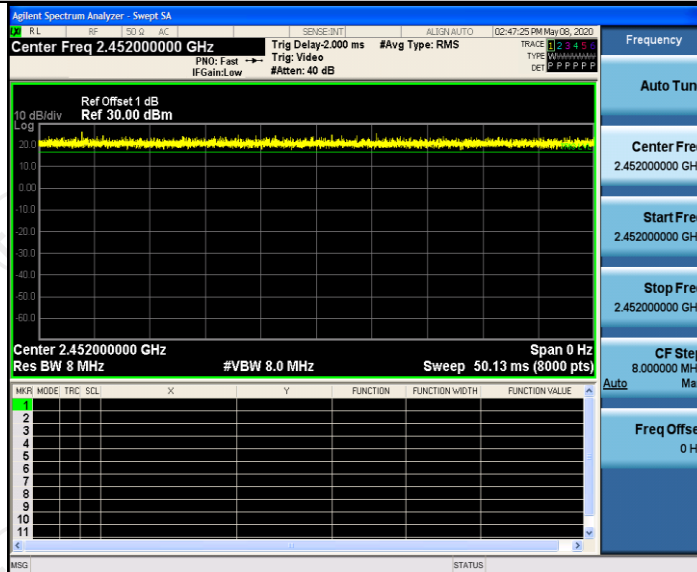 Agilent Spectrum Analyzer - Swept SA
RL RF 50 Ω AC SENSE:INT ALIGN AUTO 02:47:25 PM May 08, 2020
Center Freq 2.452000000 GHz
PNO: Fast
IFGain:Low
Trig Delay-2.000 ms
Trig: Video
#Atten: 40 dB
#Avg Type: RMS
TRACE 1 2 3 4 5 6
TYPE W
DET P P P P P P
Ref Offset 1 dB
10 dB/div Ref 30.00 dBm
Log
20.0
10.0
0.00
-10.0
-20.0
-30.0
-40.0
-50.0
-60.0
Center 2.452000000 GHz Span 0 Hz
Res BW 8 MHz #VBW 8.0 MHz Sweep 50.13 ms (8000 pts)
MKR MODE TRC SCL X Y FUNCTION FUNCTION WIDTH FUNCTION VALUE
1
2
3
4
5
6
7
8
9
10
11
MSG STATUS
Frequency
Auto Tun
Center Fre
2.452000000 GH
Start Fre
2.452000000 GH
Stop Fre
2.452000000 GH
CF Step
8.000000 MH
Auto Ma
Freq Offse
0 H